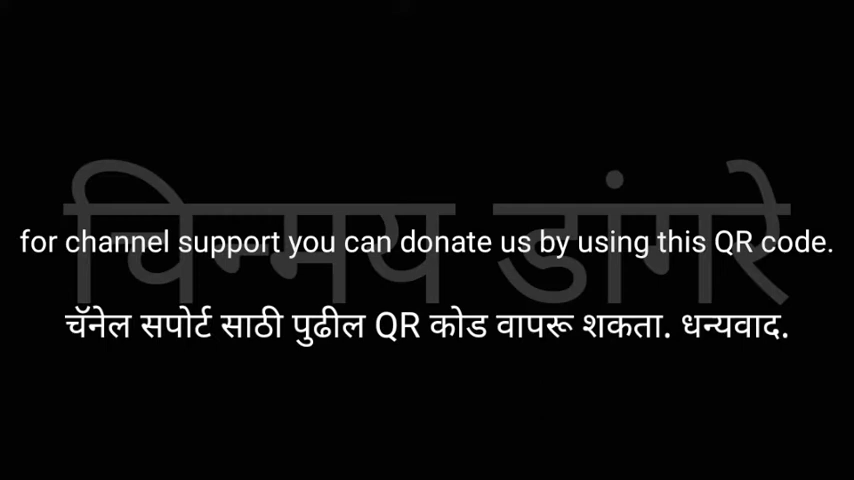 चिन्मय डांगरे
for channel support you can donate us by using this QR code.
चॅनेल सपोर्ट साठी पुढील QR कोड वापरू शकता. धन्यवाद.